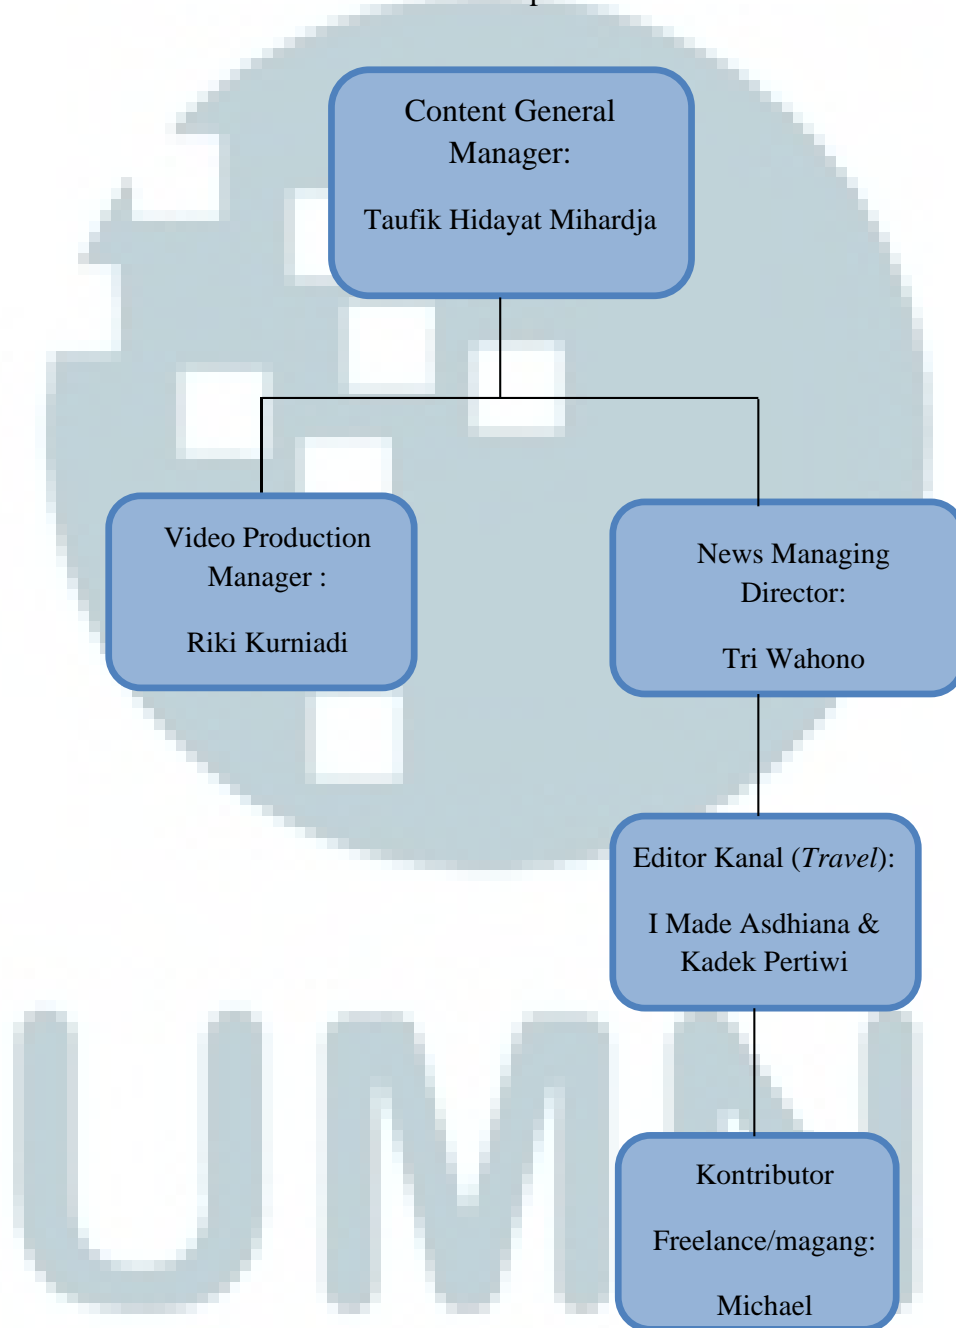 Content General
Manager:
Taufik Hidayat Mihardja
Video Production
Manager :
Riki Kurniadi
News Managing
Director:
Tri Wahono
Editor Kanal (Travel):
I Made Asdhiana &
Kadek Pertiwi
Kontributor
Freelance/magang:
Michael
UMN